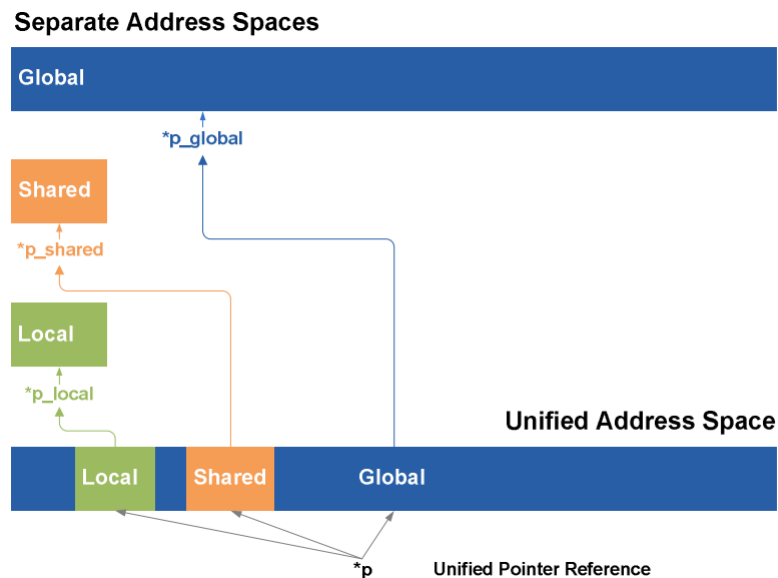 Separate Address Spaces
Global
*p_global
Shared
*p_shared
Local
*p_local
Unified Address Space
Local Shared Global
*p Unified Pointer Reference